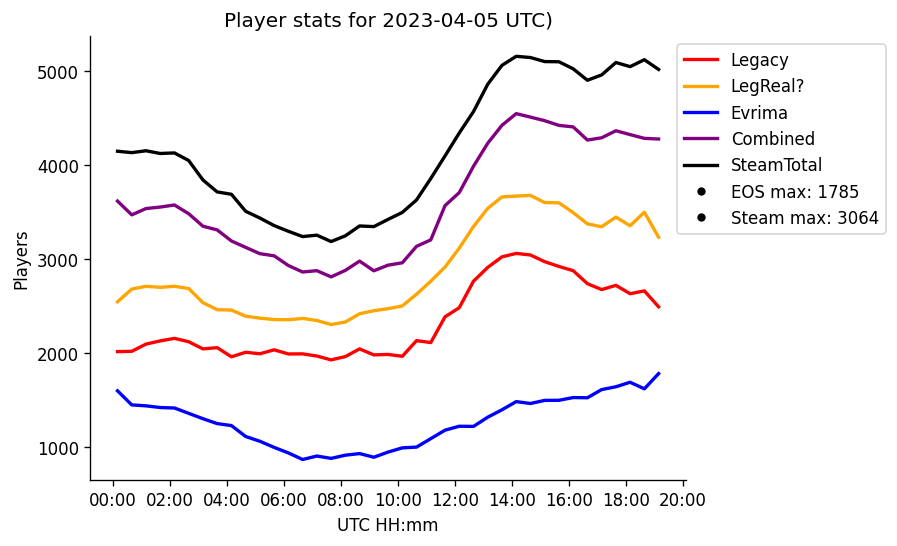 Player stats for 2023-04-05 UTC)
Legacy
LegReal?
Evrima
Combined
SteamTotal
EOS max: 1785
Steam max: 3064
Players
5000
4000
3000
2000
1000
00:00 02:00 04:00 06:00 08:00 10:00 12:00 14:00 16:00 18:00 20:00
UTC HH:mm